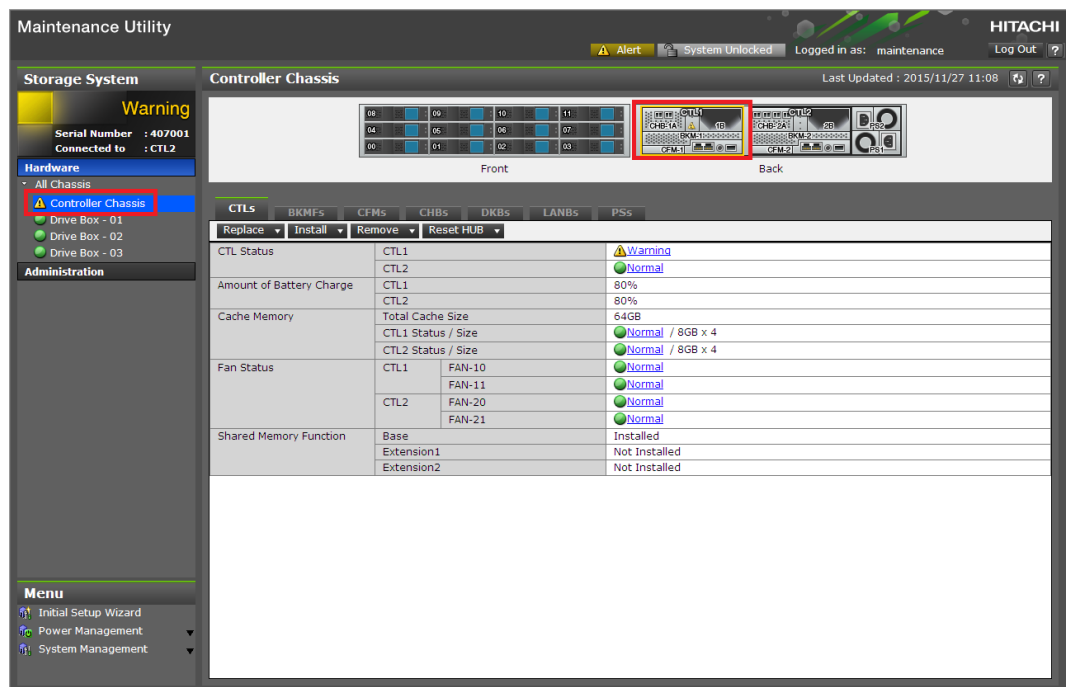 Maintenance Utility
HITACHI
Alert System Unlocked Logged in as: maintenance Log Out ?
Storage System
Warning
Serial Number : 407001
Connected to : CTL2
Hardware
All Chassis
Controller Chassis
Drive Box - 01
Drive Box - 02
Drive Box - 03
Administration
Controller Chassis Last Updated : 2015/11/27 11:08 ?
08 09 10 11
04 05 06 07
00 01 02 03
Front
CTL1 CTL2
CHB-1A 1B CHB-2A 2B PS2
BKM-1 BKM-2
CFM-1 CFM-2 PS1
Back
CTLs BKMFs CFMs CHBs DKBs LANBs PSs
Replace Install Remove Reset HUB
CTL Status CTL1 Warning
CTL2 Normal
Amount of Battery Charge CTL1 80%
CTL2 80%
Cache Memory Total Cache Size 64GB
CTL1 Status / Size Normal / 8GB x 4
CTL2 Status / Size Normal / 8GB x 4
Fan Status CTL1 FAN-10 Normal
FAN-11 Normal
CTL2 FAN-20 Normal
FAN-21 Normal
Shared Memory Function Base Installed
Extension1 Not Installed
Extension2 Not Installed
Menu
Initial Setup Wizard
Power Management
System Management